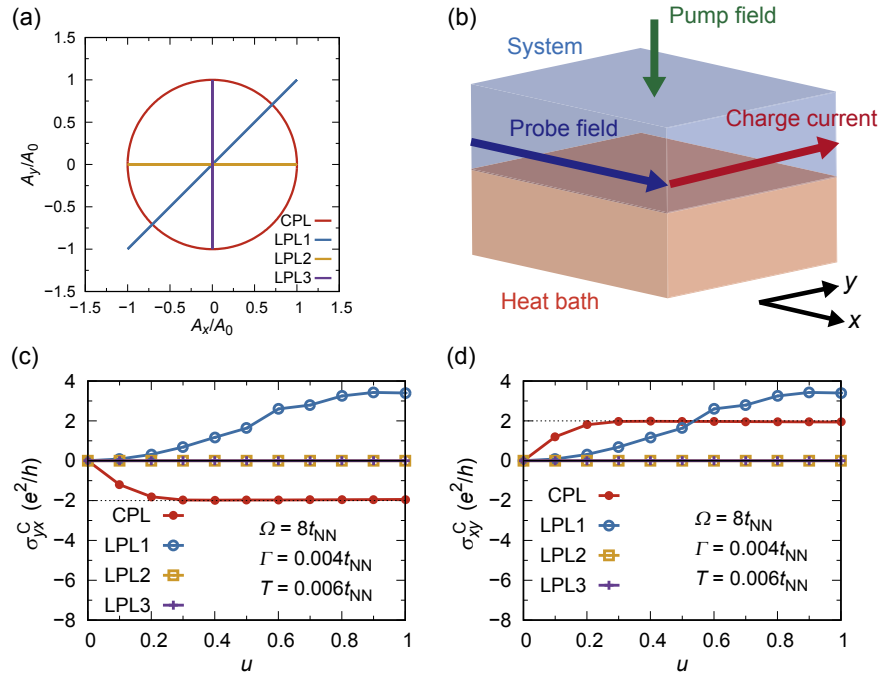 (a)
1.5
1
0.5
0
−0.5
−1
−1.5
−1.5 −1 −0.5 0 0.5 1 1.5
A_y/A_0
A_x/A_0
CPL
LPL1
LPL2
LPL3
(b)
Pump field
System
Probe field
Charge current
Heat bath
y
x
(c)
4
2
0
−2
−4
−6
−8
0 0.2 0.4 0.6 0.8 1
σ^C_yx (e²/h)
u
CPL
LPL1
LPL2
LPL3
Ω = 8t_NN
Γ = 0.004t_NN
T = 0.006t_NN
(d)
4
2
0
−2
−4
−6
−8
0 0.2 0.4 0.6 0.8 1
σ^C_xy (e²/h)
u
CPL
LPL1
LPL2
LPL3
Ω = 8t_NN
Γ = 0.004t_NN
T = 0.006t_NN